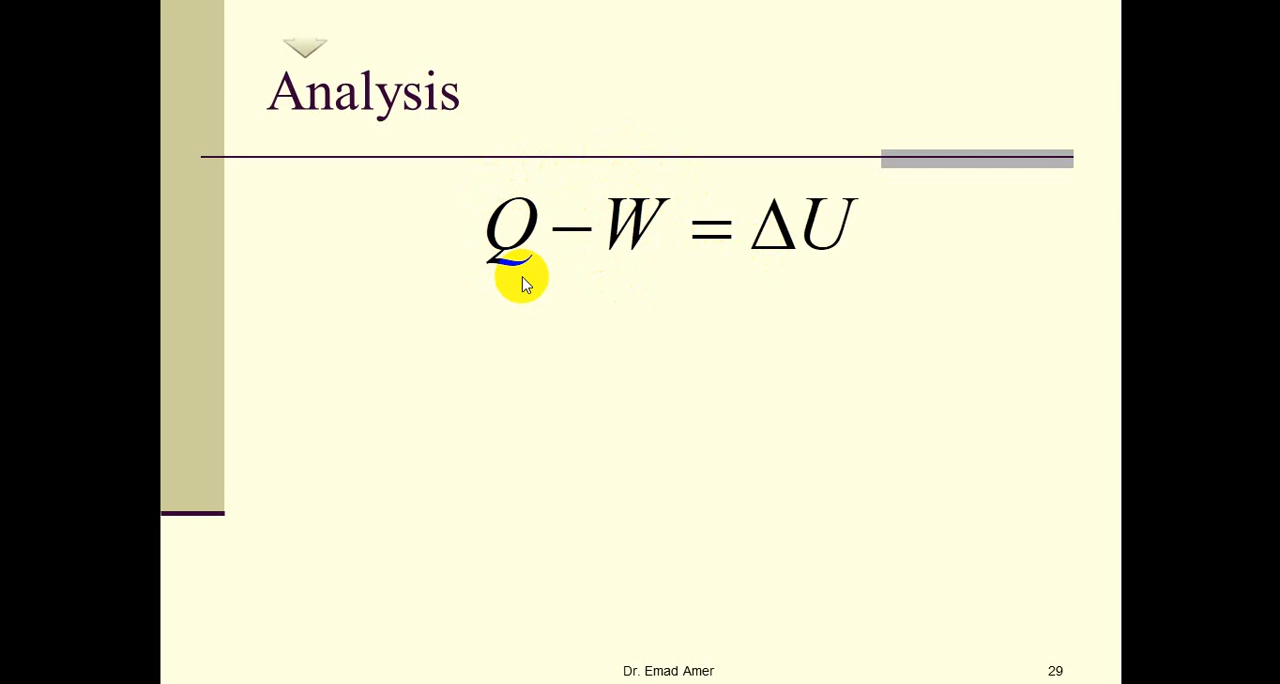 Analysis
Q − W = ΔU
Dr. Emad Amer
29